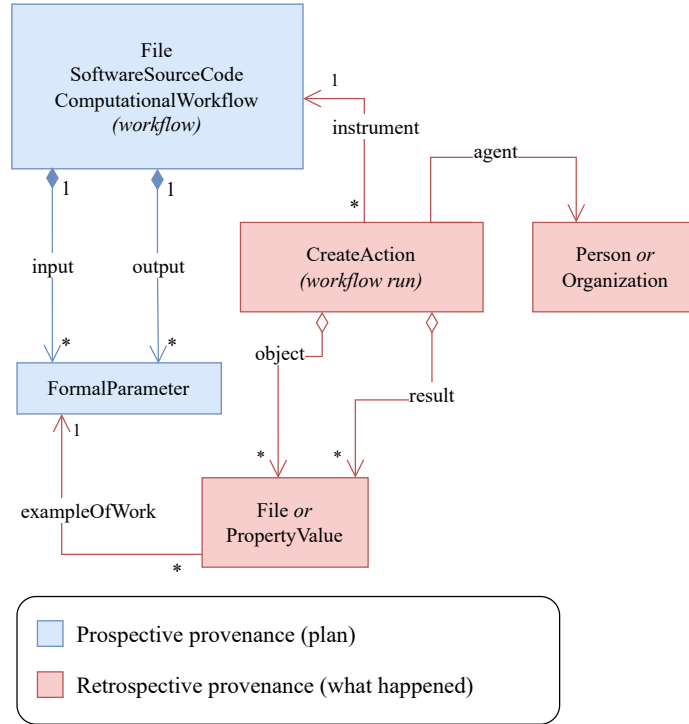 File
SoftwareSourceCode
ComputationalWorkflow
(workflow)
1
instrument
*
agent
1
1
input
output
*
*
CreateAction
(workflow run)
Person or
Organization
FormalParameter
object
result
1
*
*
exampleOfWork
File or
PropertyValue
*
Prospective provenance (plan)
Retrospective provenance (what happened)